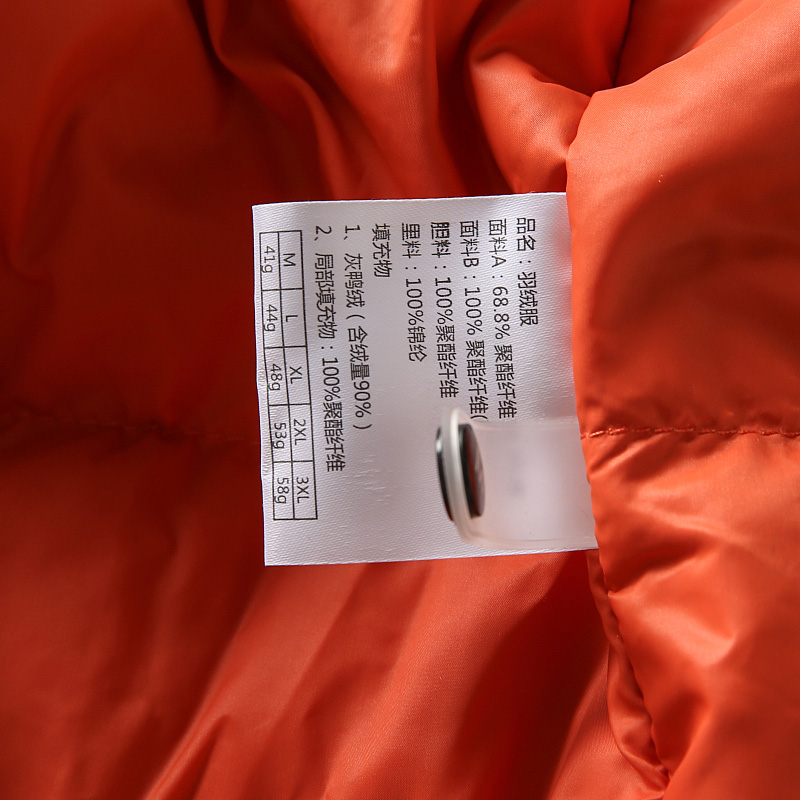 品名：羽绒服
面料A：68.8% 聚酯纤维
面料B：100% 聚酯纤维(
胆料：100%聚酯纤维
里料：100%锦纶
填充物
1、灰鸭绒（含绒量90%）
2、局部填充物：100%聚酯纤维
M L XL 2XL 3XL
41g 44g 48g 53g 58g